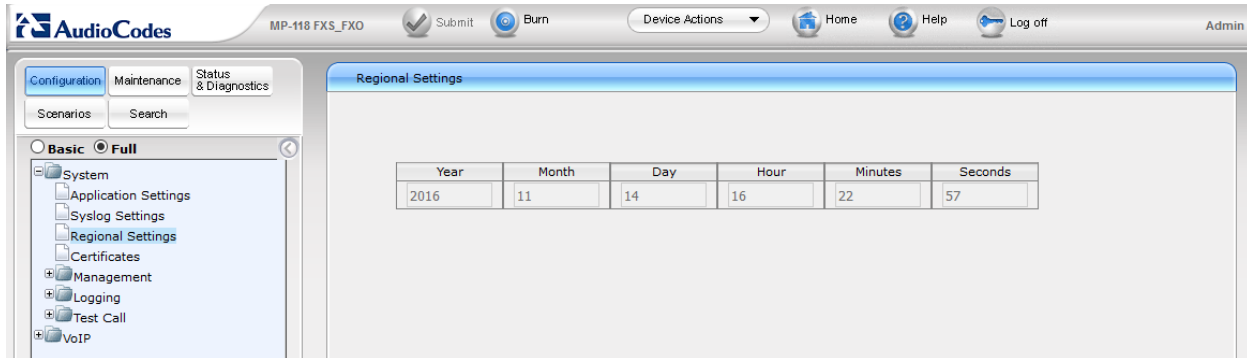 AudioCodes MP-118 FXS_FXO Submit Burn Device Actions Home Help Log off Admin
Configuration Maintenance Status & Diagnostics
Scenarios Search
Basic Full
System
Application Settings
Syslog Settings
Regional Settings
Certificates
Management
Logging
Test Call
VoIP
Regional Settings
Year Month Day Hour Minutes Seconds
2016 11 14 16 22 57